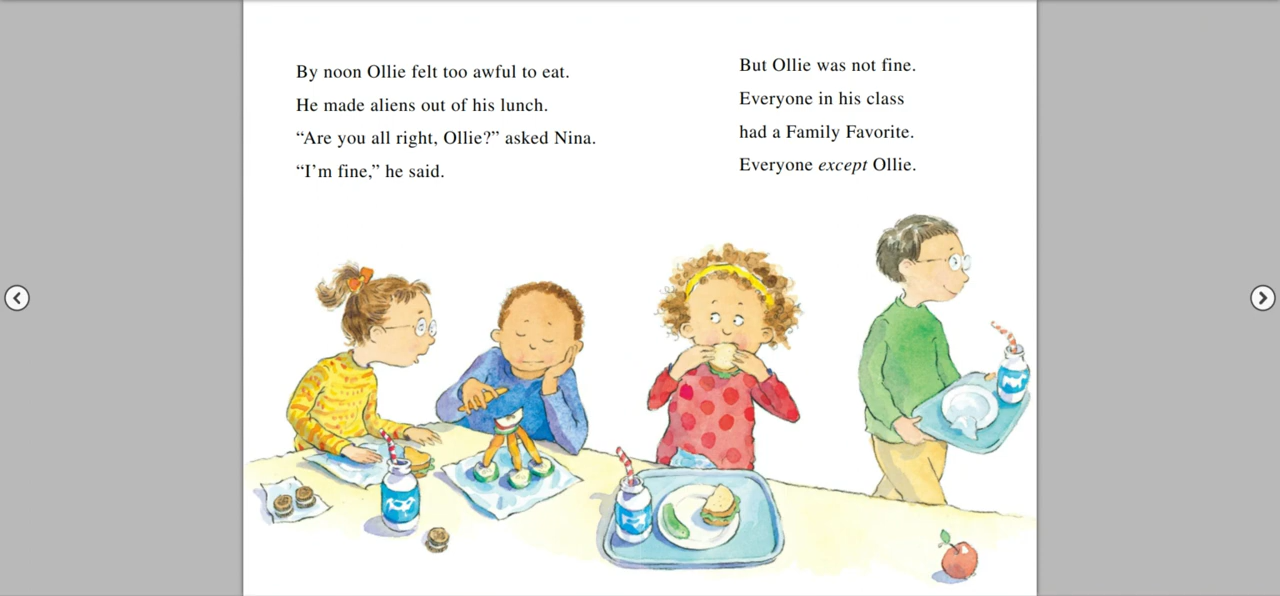 By noon Ollie felt too awful to eat.
He made aliens out of his lunch.
“Are you all right, Ollie?” asked Nina.
“I’m fine,” he said.
But Ollie was not fine.
Everyone in his class
had a Family Favorite.
Everyone except Ollie.